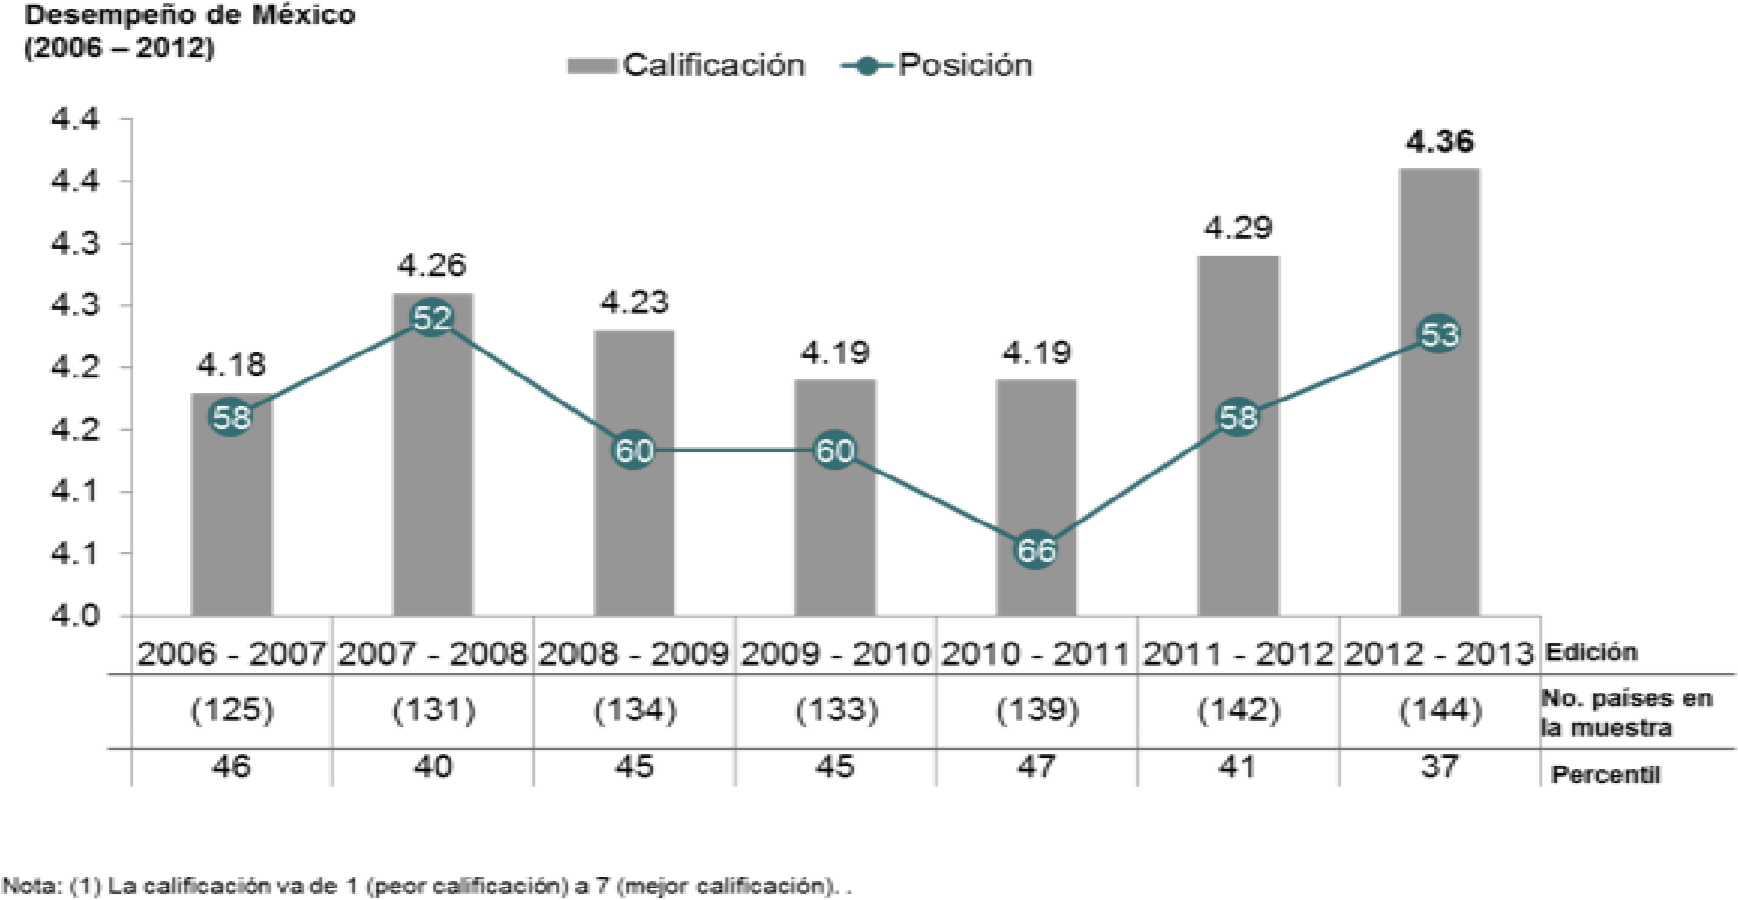 Desempeño de México
(2006 – 2012)
Calificación Posición
4.4
4.4
4.3
4.3
4.2
4.2
4.1
4.1
4.0
4.18 4.26 4.23 4.19 4.19 4.29 4.36
58 52 60 60 66 58 53
2006 - 2007 2007 - 2008 2008 - 2009 2009 - 2010 2010 - 2011 2011 - 2012 2012 - 2013 Edición
(125) (131) (134) (133) (139) (142) (144) No. países en
la muestra
46 40 45 45 47 41 37 Percentil
Nota: (1) La calificación va de 1 (peor calificación) a 7 (mejor calificación). .